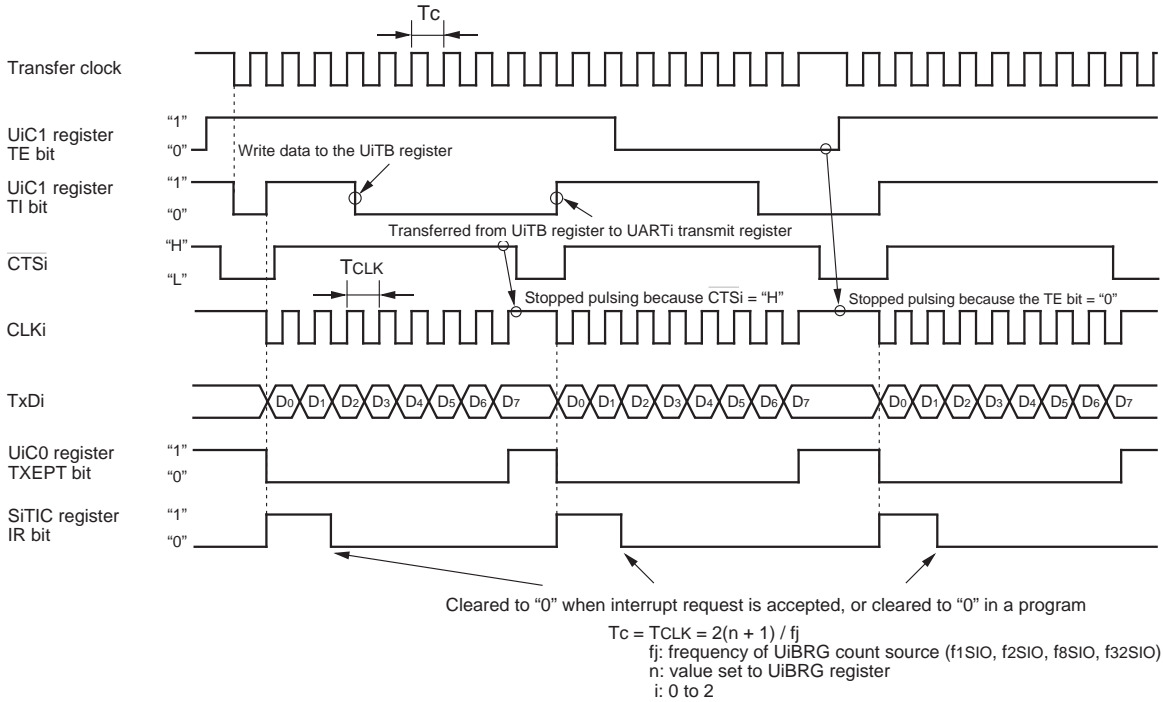 Tc
Transfer clock
UiC1 register
TE bit
“1”
“0”
Write data to the UiTB register
UiC1 register
TI bit
“1”
“0”
Transferred from UiTB register to UARTi transmit register
CTSi
“H”
“L”
TCLK
Stopped pulsing because CTSi = “H”
Stopped pulsing because the TE bit = “0”
CLKi
TxDi
D0 D1 D2 D3 D4 D5 D6 D7 D0 D1 D2 D3 D4 D5 D6 D7 D0 D1 D2 D3 D4 D5 D6 D7
UiC0 register
TXEPT bit
“1”
“0”
SiTIC register
IR bit
“1”
“0”
Cleared to “0” when interrupt request is accepted, or cleared to “0” in a program
Tc = TCLK = 2(n + 1) / fj
fj: frequency of UiBRG count source (f1SIO, f2SIO, f8SIO, f32SIO)
n: value set to UiBRG register
i: 0 to 2